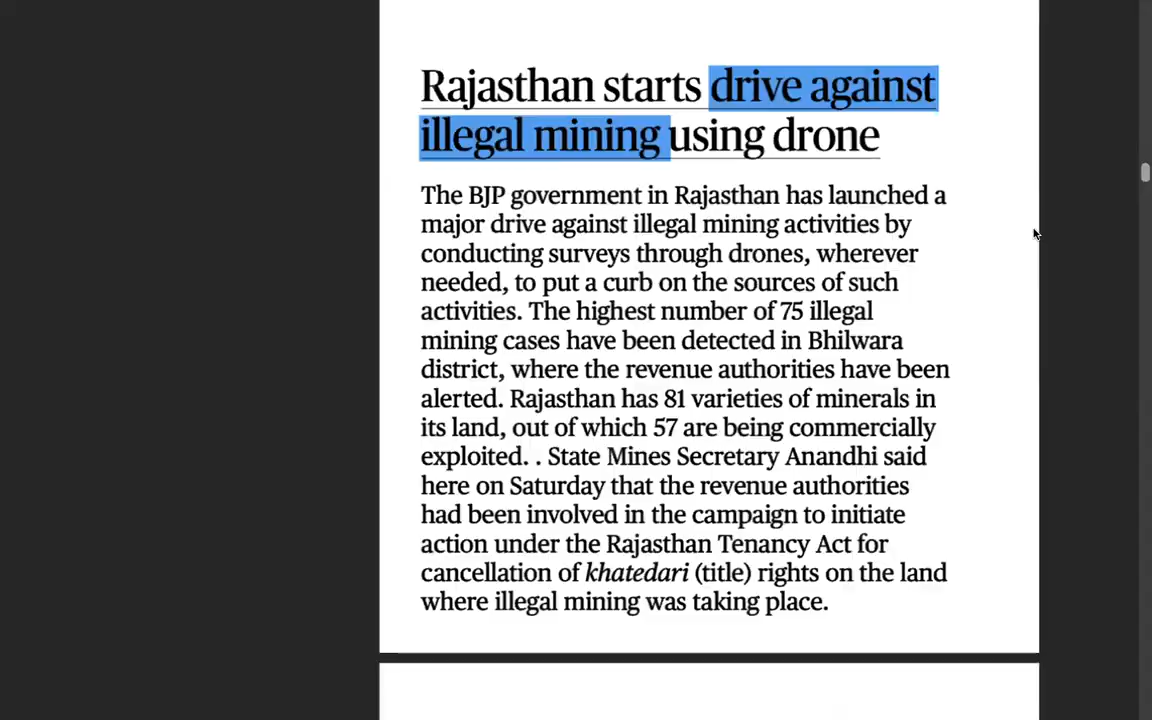 Rajasthan starts drive against
illegal mining using drone
The BJP government in Rajasthan has launched a
major drive against illegal mining activities by
conducting surveys through drones, wherever
needed, to put a curb on the sources of such
activities. The highest number of 75 illegal
mining cases have been detected in Bhilwara
district, where the revenue authorities have been
alerted. Rajasthan has 81 varieties of minerals in
its land, out of which 57 are being commercially
exploited. . State Mines Secretary Anandhi said
here on Saturday that the revenue authorities
had been involved in the campaign to initiate
action under the Rajasthan Tenancy Act for
cancellation of khatedari (title) rights on the land
where illegal mining was taking place.